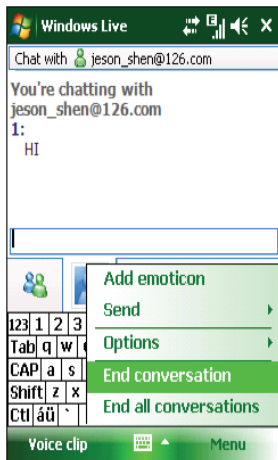 Windows Live
Chat with jeson_shen@126.com
You're chatting with
jeson_shen@126.com
1:
HI
Add emoticon
Send
Options
End conversation
End all conversations
123 1 2 3
Tab q w
CAP a s
Shift z x
Ctl áü `
Voice clip Menu